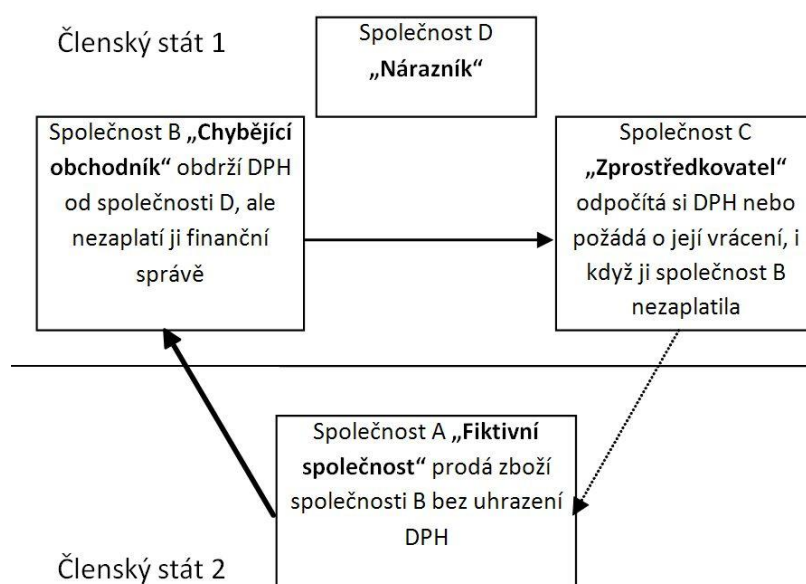 Členský stát 1
Společnost D
„Nárazník“
Společnost B „Chybějící
obchodník“ obdrží DPH
od společnosti D, ale
nezaplatí ji finanční
správě
Společnost C
„Zprostředkovatel“
odpočítá si DPH nebo
požádá o její vrácení, i
když ji společnost B
nezaplatila
Společnost A „Fiktivní
společnost“ prodá zboží
společnosti B bez uhrazení
DPH
Členský stát 2